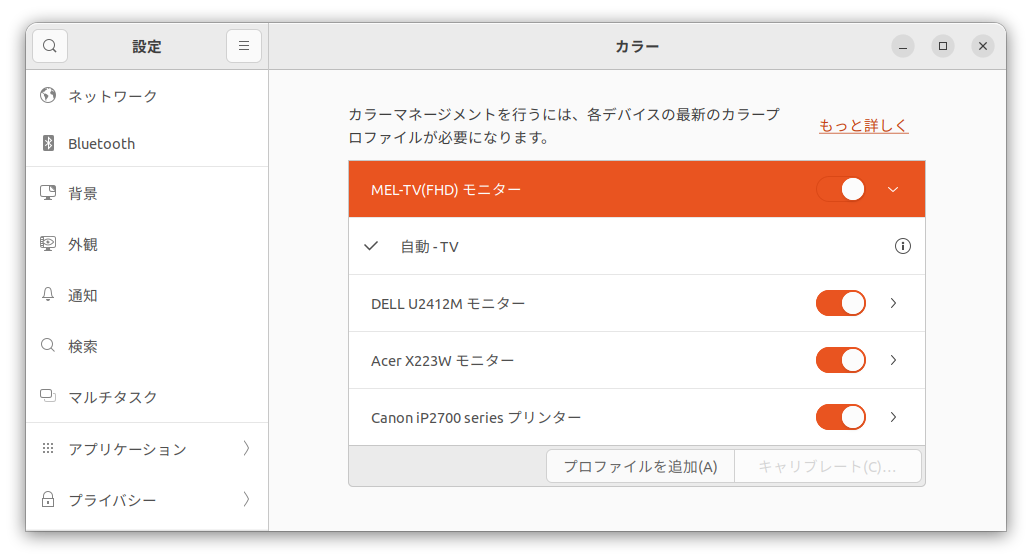 設定
カラー
ネットワーク
Bluetooth
背景
外観
通知
検索
マルチタスク
アプリケーション
プライバシー
カラーマネージメントを行うには、各デバイスの最新のカラープ
ロファイルが必要になります。
もっと詳しく
MEL-TV(FHD) モニター
自動 - TV
DELL U2412M モニター
Acer X223W モニター
Canon iP2700 series プリンター
プロファイルを追加(A)
キャリブレート(C)…